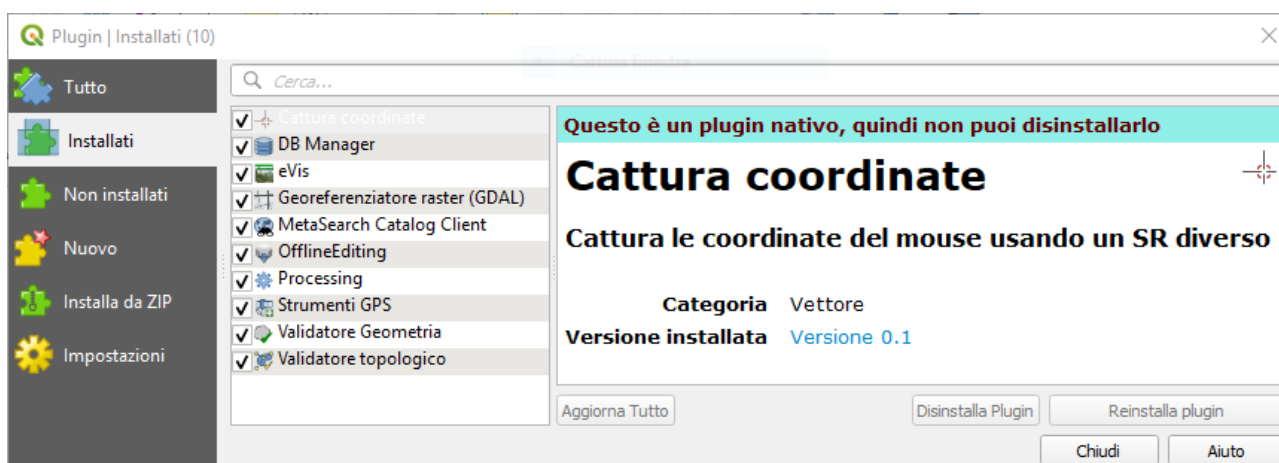 Plugin | Installati (10)
Cattura finestra
Tutto
Installati
Non installati
Nuovo
Installa da ZIP
Impostazioni
Cerca...
Cattura coordinate
DB Manager
eVis
Georeferenziatore raster (GDAL)
MetaSearch Catalog Client
OfflineEditing
Processing
Strumenti GPS
Validatore Geometria
Validatore topologico
Questo è un plugin nativo, quindi non puoi disinstallarlo
Cattura coordinate
Cattura le coordinate del mouse usando un SR diverso
Categoria Vettore
Versione installata Versione 0.1
Aggiorna Tutto
Disinstalla Plugin
Reinstalla plugin
Chiudi
Aiuto